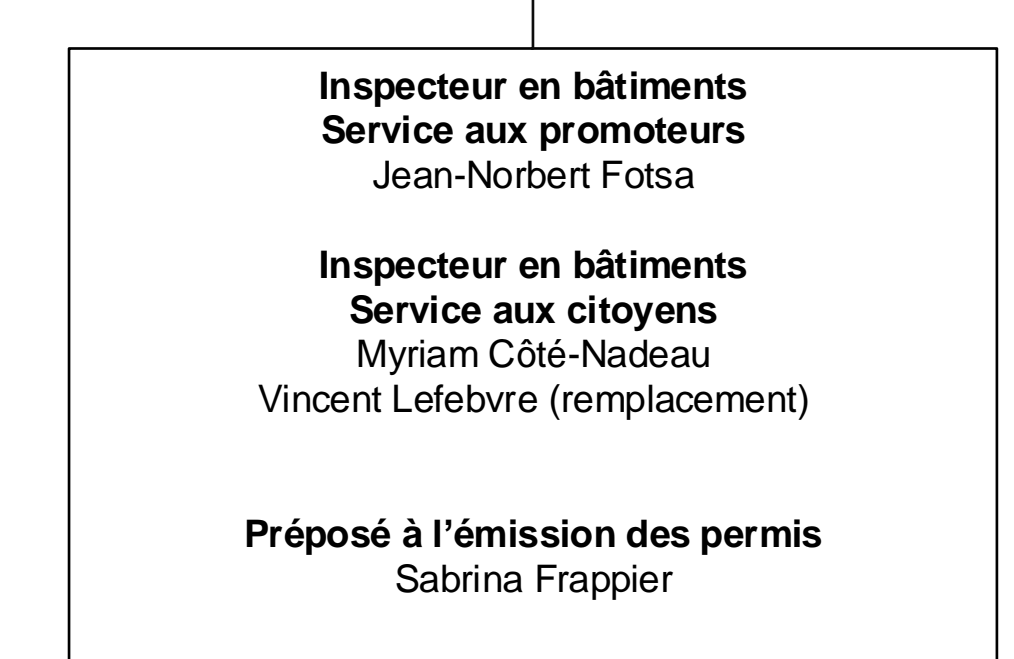 Inspecteur en bâtiments
Service aux promoteurs
Jean-Norbert Fotsa
Inspecteur en bâtiments
Service aux citoyens
Myriam Côté-Nadeau
Vincent Lefebvre (remplacement)
Préposé à l’émission des permis
Sabrina Frappier